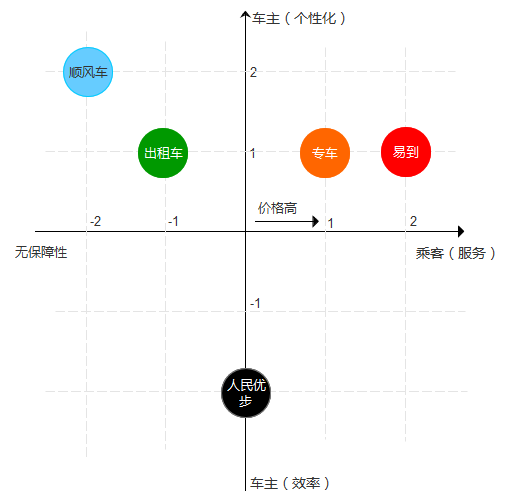 车主（个性化）
顺风车
2
出租车
1
专车
易到
价格高
-2
-1
1
2
无保障性
乘客（服务）
-1
人民优
步
车主（效率）